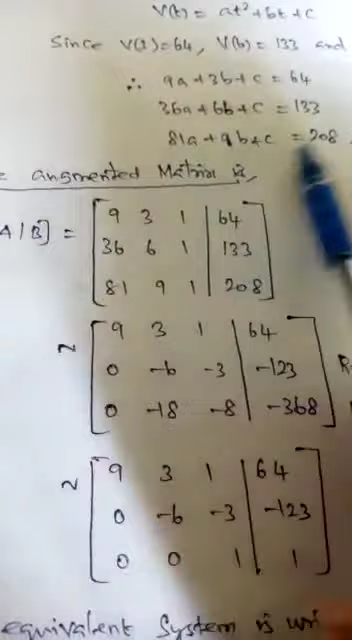 V(t) = at² + bt + c
Since V(3)=64, V(6) = 133 and
∴ 9a+3b+c = 64
36a+6b+c = 133
81a+9b+c = 208
augmented Matrix is,
A|B] = [ 9 3 1 | 64 ]
[ 36 6 1 | 133 ]
[ 81 9 1 | 208 ]
~ [ 9 3 1 | 64 ]
[ 0 -6 -3 | -123 ] R
[ 0 -18 -8 | -368 ]
~ [ 9 3 1 | 64 ]
[ 0 -6 -3 | -123 ]
[ 0 0 1 | 1 ]
equivalent System is wri